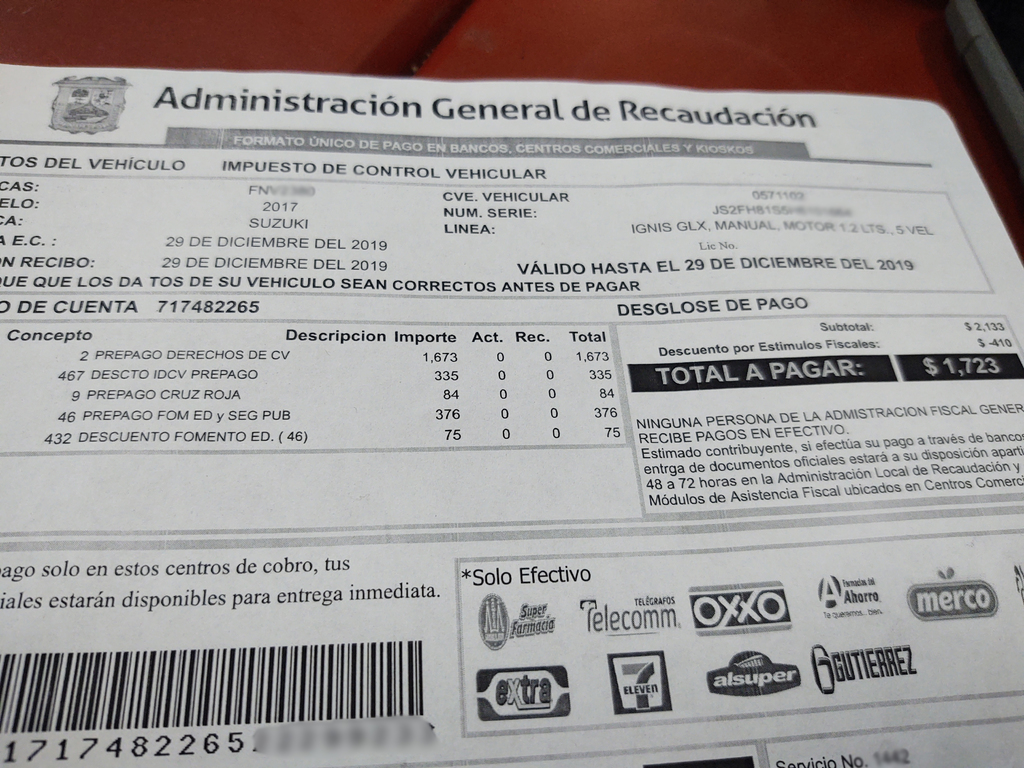 Administración General de Recaudación
FORMATO ÚNICO DE PAGO EN BANCOS, CENTROS COMERCIALES Y KIOSKOS
TOS DEL VEHÍCULO IMPUESTO DE CONTROL VEHICULAR
CAS: FNV CVE. VEHICULAR 0571102
ELO: 2017 NUM. SERIE: JS2FH81S5
CA: SUZUKI LINEA: IGNIS GLX, MANUAL, MOTOR 1.2 LTS., 5 VEL
A E.C. : 29 DE DICIEMBRE DEL 2019 Lic No.
ON RECIBO: 29 DE DICIEMBRE DEL 2019 VÁLIDO HASTA EL 29 DE DICIEMBRE DEL 2019
QUE QUE LOS DA TOS DE SU VEHICULO SEAN CORRECTOS ANTES DE PAGAR
O DE CUENTA 717482265
Concepto Descripcion Importe Act. Rec. Total
2 PREPAGO DERECHOS DE CV 1,673 0 0 1,673
467 DESCTO IDCV PREPAGO 335 0 0 335
9 PREPAGO CRUZ ROJA 84 0 0 84
46 PREPAGO FOM ED y SEG PUB 376 0 0 376
432 DESCUENTO FOMENTO ED. ( 46) 75 0 0 75
DESGLOSE DE PAGO
Subtotal: $ 2,133
Descuento por Estimulos Fiscales: $ -410
TOTAL A PAGAR: $ 1,723
NINGUNA PERSONA DE LA ADMISTRACION FISCAL GENER
RECIBE PAGOS EN EFECTIVO.
Estimado contribuyente, si efectúa su pago a través de bancos
entrga de documentos oficiales estará a su disposición aparti
48 a 72 horas en la Administración Local de Recaudación y
Módulos de Asistencia Fiscal ubicados en Centros Comerc
ago solo en estos centros de cobro, tus
iales estarán disponibles para entrega inmediata.
*Solo Efectivo
Super Farmacia
TELÉGRAFOS
Telecomm.
OXXO
Farmacias del
Ahorro
Te queremos... bien.
merco
extra
7 ELEVEN
alsuper
GUTIERREZ
1717482265
Servicio No. 1442